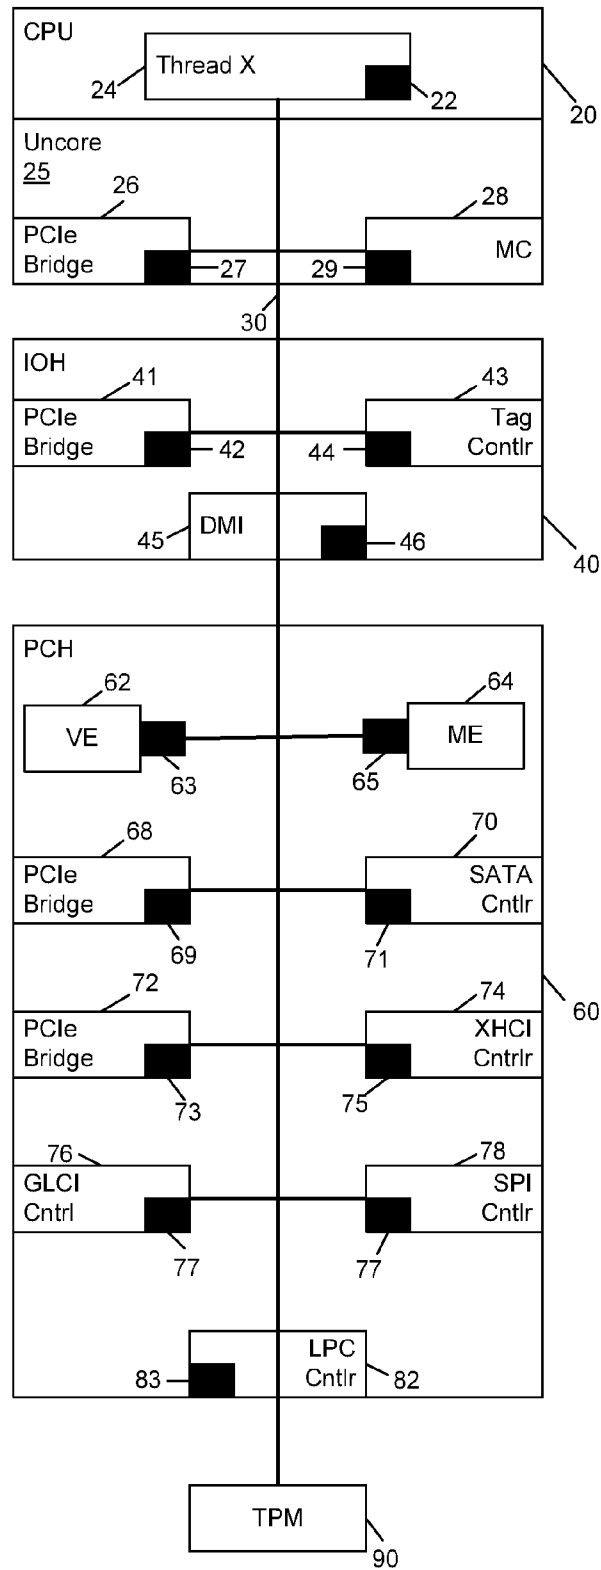 CPU
Thread X
24
22
20
Uncore
25
26
28
PCIe
Bridge
MC
27
29
30
IOH
41
43
PCIe
Bridge
Tag
Contlr
42
44
45
DMI
46
40
PCH
62
64
VE
ME
63
65
68
70
PCIe
Bridge
SATA
Cntlr
69
71
60
72
74
PCIe
Bridge
XHCI
Cntrlr
73
75
76
78
GLCI
Cntrl
SPI
Cntlr
77
77
LPC
Cntlr
83
82
TPM
90